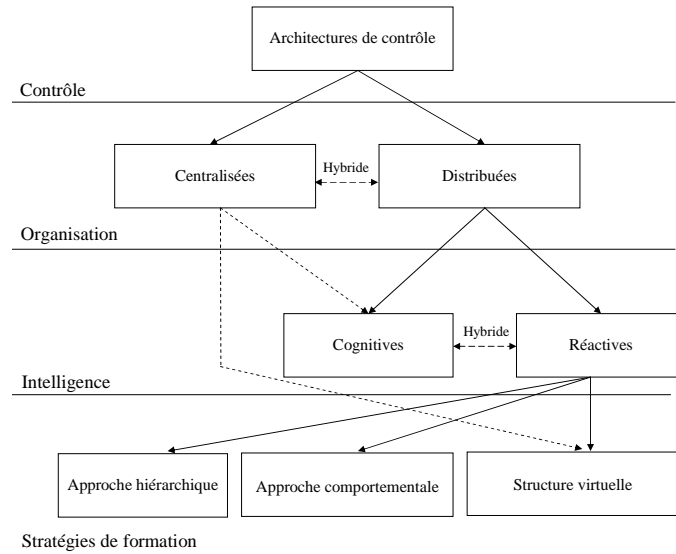 Architectures de contrôle
Contrôle
Centralisées
Hybride
Distribuées
Organisation
Cognitives
Hybride
Réactives
Intelligence
Approche hiérarchique
Approche comportementale
Structure virtuelle
Stratégies de formation